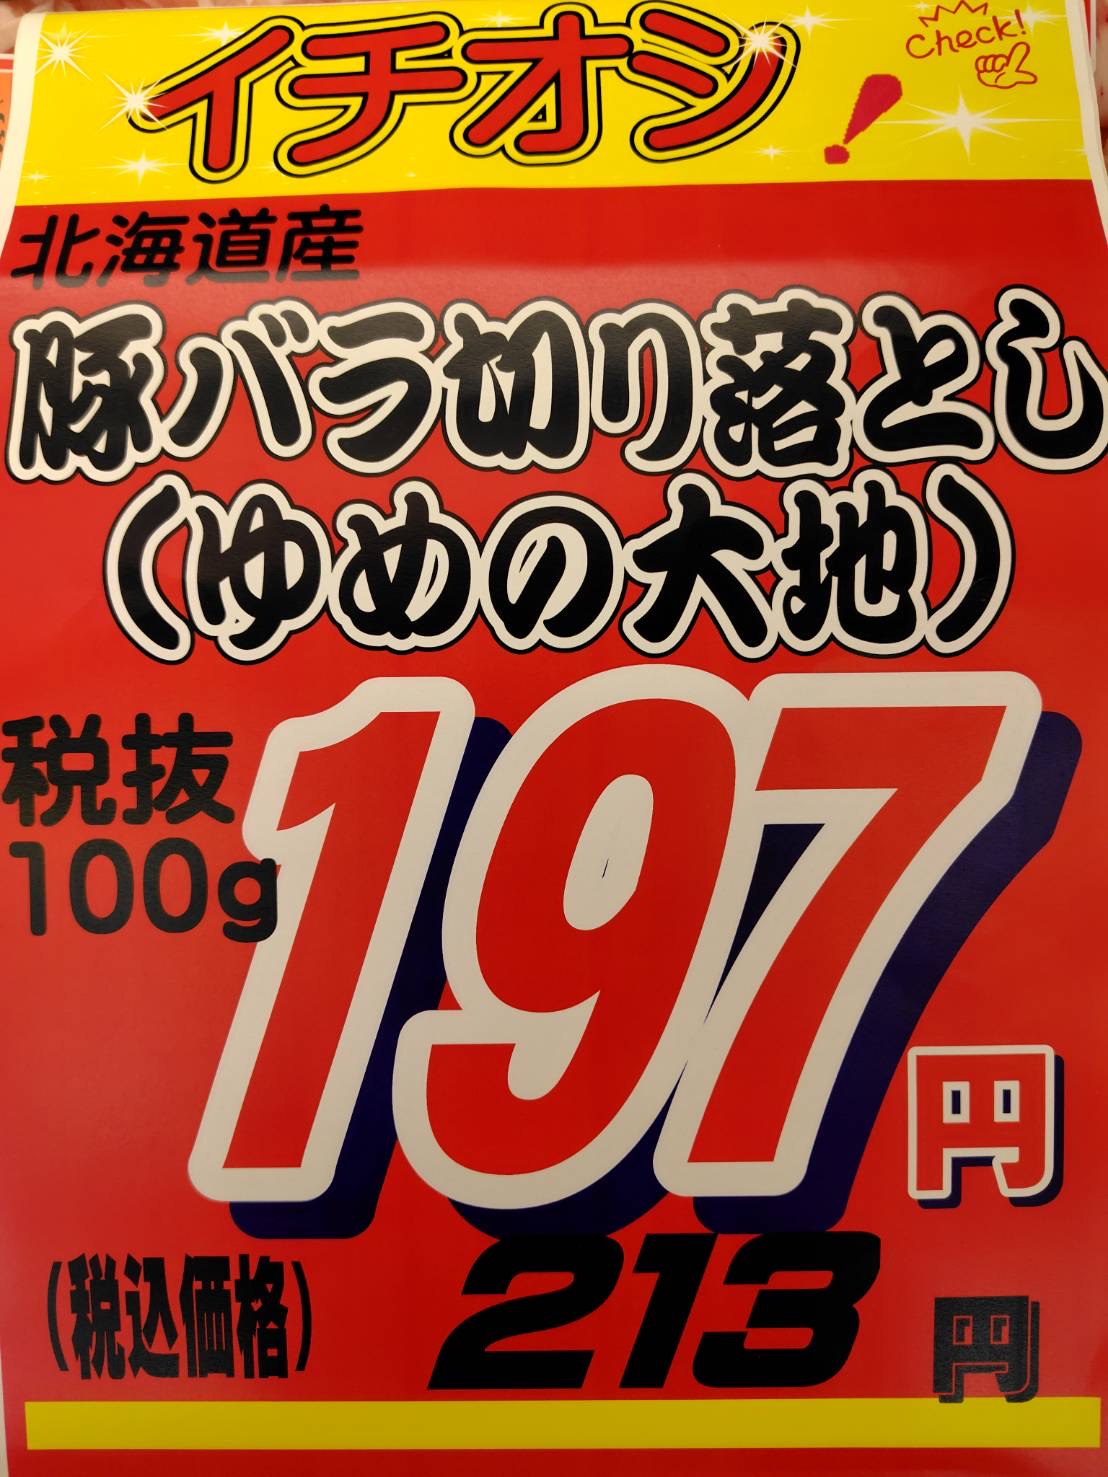 イチオシ!
Check!
北海道産
豚バラ切り落とし
(ゆめの大地)
税抜
100g
197円
(税込価格) 213円